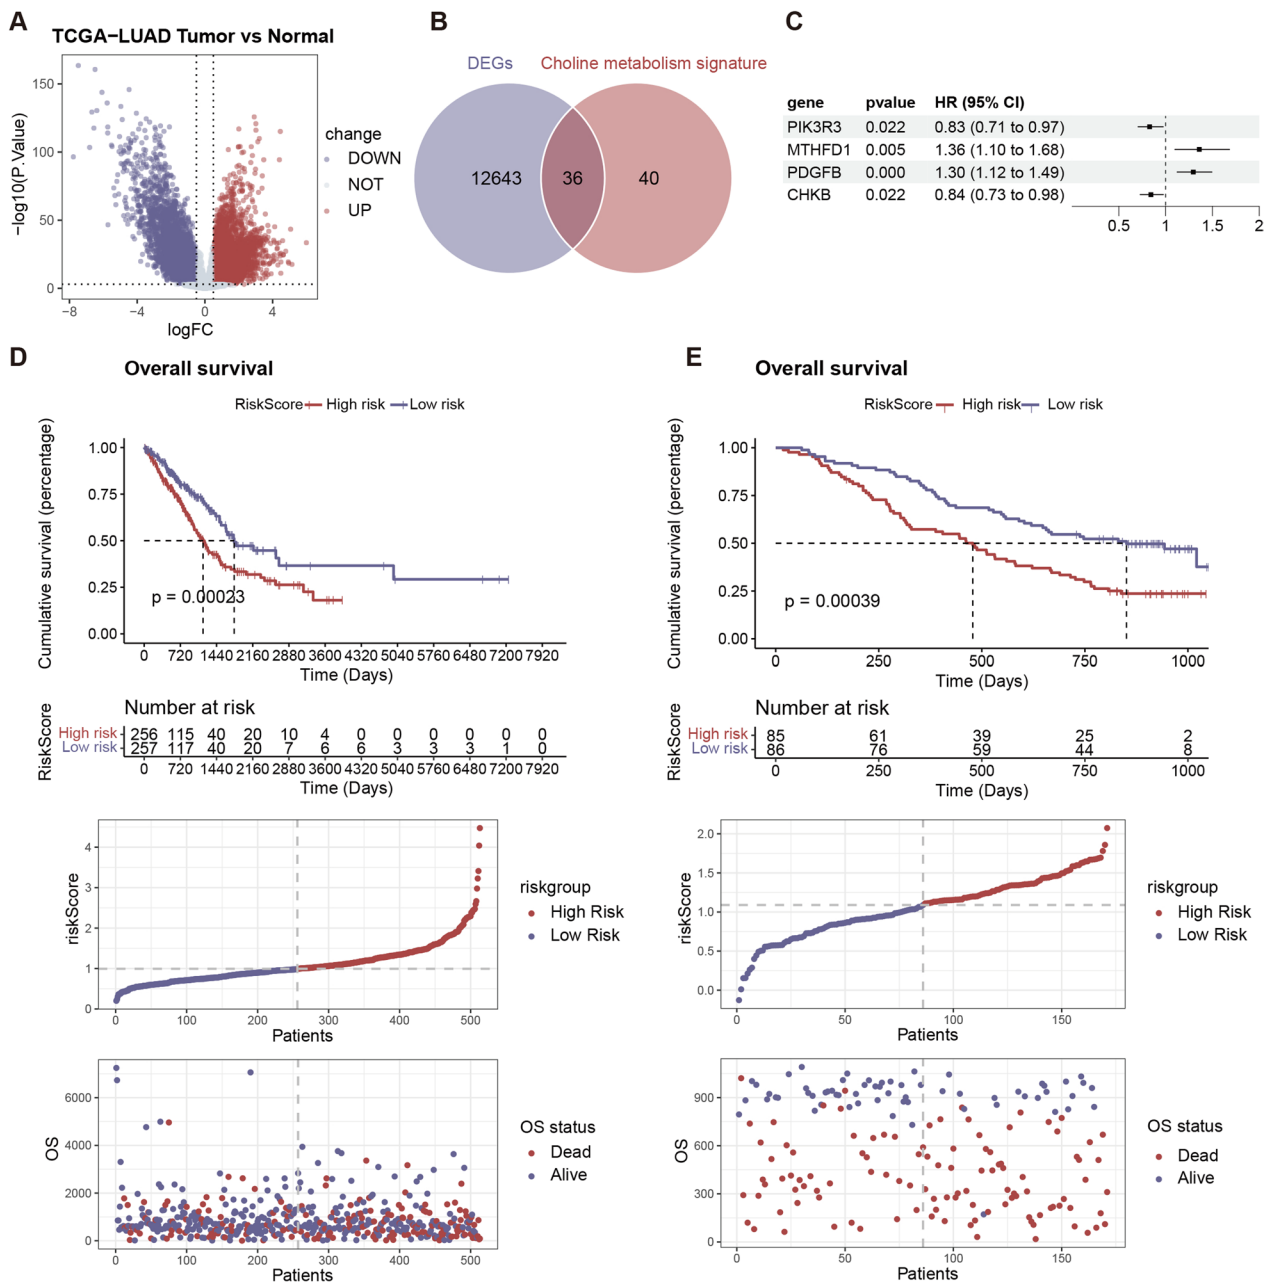 A
TCGA−LUAD Tumor vs Normal
−log10(P.Value)
150
100
50
0
−8
−4
0
4
logFC
change
DOWN
NOT
UP
B
DEGs
Choline metabolism signature
12643
36
40
C
gene pvalue HR (95% CI)
PIK3R3 0.022 0.83 (0.71 to 0.97)
MTHFD1 0.005 1.36 (1.10 to 1.68)
PDGFB 0.000 1.30 (1.12 to 1.49)
CHKB 0.022 0.84 (0.73 to 0.98)
0.5 1 1.5 2
D
Overall survival
RiskScore High risk Low risk
Cumulative survival (percentage)
1.00
0.75
0.50
0.25
0.00
p = 0.00023
0 720 1440 2160 2880 3600 4320 5040 5760 6480 7200 7920
Time (Days)
Number at risk
RiskScore
High risk 256 115 40 20 10 4 0 0 0 0 0 0
Low risk 257 117 40 20 7 6 6 3 3 3 1 0
0 720 1440 2160 2880 3600 4320 5040 5760 6480 7200 7920
Time (Days)
riskScore
4
3
2
1
0
0 100 200 300 400 500
Patients
riskgroup
High Risk
Low Risk
OS
6000
4000
2000
0
0 100 200 300 400 500
Patients
OS status
Dead
Alive
E
Overall survival
RiskScore High risk Low risk
Cumulative survival (percentage)
1.00
0.75
0.50
0.25
0.00
p = 0.00039
0 250 500 750 1000
Time (Days)
Number at risk
RiskScore
High risk 85 61 39 25 2
Low risk 86 76 59 44 8
0 250 500 750 1000
Time (Days)
riskScore
2.0
1.5
1.0
0.5
0.0
0 50 100 150
Patients
riskgroup
High Risk
Low Risk
OS
900
600
300
0
0 50 100 150
Patients
OS status
Dead
Alive